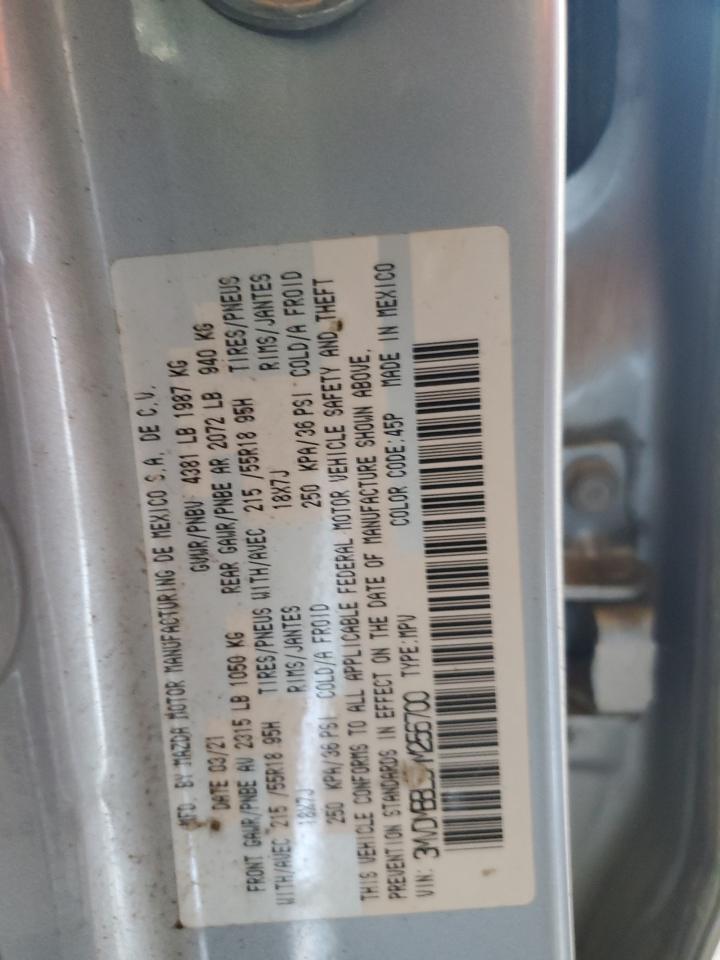 MFD. BY MAZDA MOTOR MANUFACTURING DE MEXICO S.A. DE C.V.
DATE 03/21 GVWR/PNBV 4381 LB 1987 KG
FRONT GAWR/PNBE AV 2315 LB 1050 KG REAR GAWR/PNBE AR 2072 LB 940 KG
TIRES/PNEUS TIRES/PNEUS
WITH/AVEC 215 /55R18 95H RIMS/JANTES WITH/AVEC 215 /55R18 95H RIMS/JANTES
18X7J 18X7J
250 KPA/36 PSI COLD/A FROID 250 KPA/36 PSI COLD/A FROID
THIS VEHICLE CONFORMS TO ALL APPLICABLE FEDERAL MOTOR VEHICLE SAFETY AND THEFT
PREVENTION STANDARDS IN EFFECT ON THE DATE OF MANUFACTURE SHOWN ABOVE.
VIN: TYPE:MPV COLOR CODE:45P MADE IN MEXICO